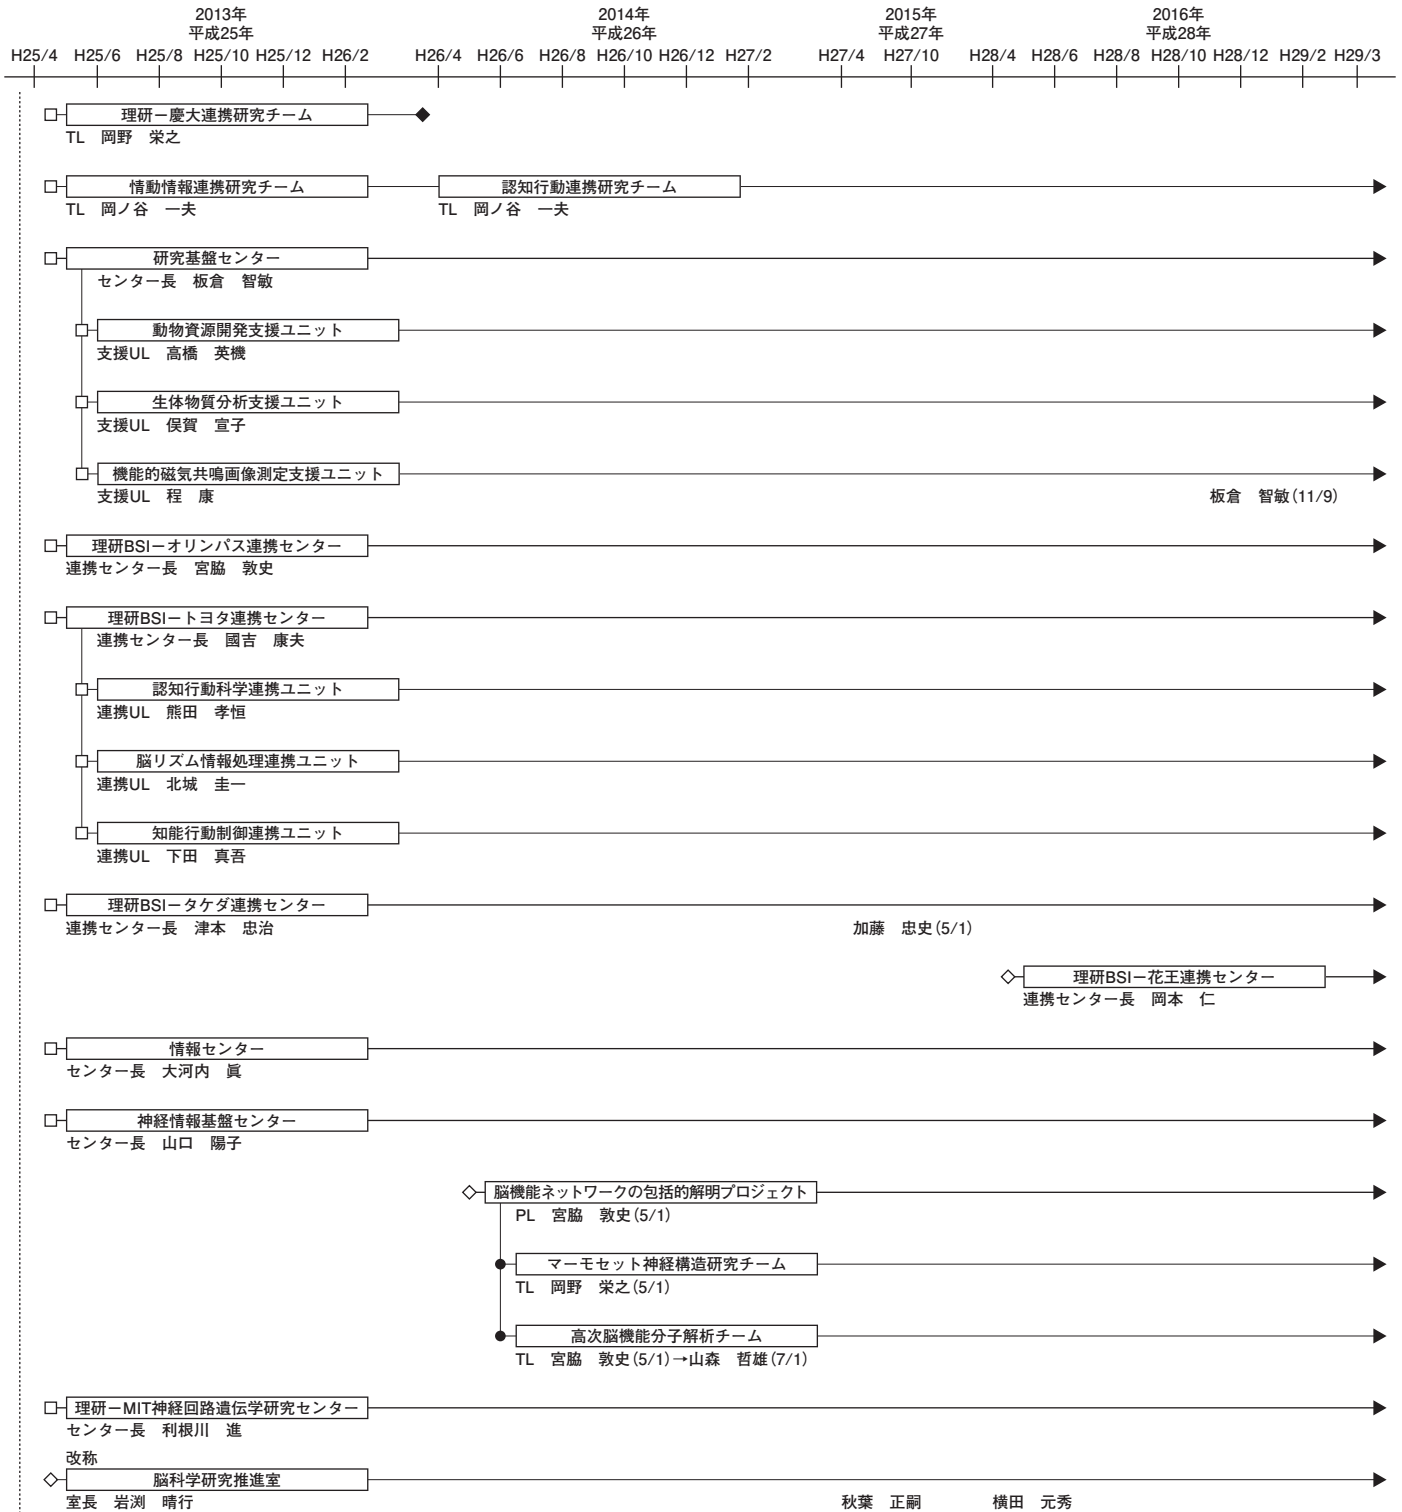 2013年 2014年 2015年 2016年
平成25年 平成26年 平成27年 平成28年
H25/4 H25/6 H25/8 H25/10 H25/12 H26/2 H26/4 H26/6 H26/8 H26/10 H26/12 H27/2 H27/4 H27/10 H28/4 H28/6 H28/8 H28/10 H28/12 H29/2 H29/3
理研－慶大連携研究チーム
TL 岡野 栄之
情動情報連携研究チーム 認知行動連携研究チーム
TL 岡ノ谷 一夫 TL 岡ノ谷 一夫
研究基盤センター
センター長 板倉 智敏
動物資源開発支援ユニット
支援UL 高橋 英機
生体物質分析支援ユニット
支援UL 俣賀 宣子
機能的磁気共鳴画像測定支援ユニット
支援UL 程 康 板倉 智敏(11/9)
理研BSI－オリンパス連携センター
連携センター長 宮脇 敦史
理研BSI－トヨタ連携センター
連携センター長 國吉 康夫
認知行動科学連携ユニット
連携UL 熊田 孝恒
脳リズム情報処理連携ユニット
連携UL 北城 圭一
知能行動制御連携ユニット
連携UL 下田 真吾
理研BSI－タケダ連携センター
連携センター長 津本 忠治 加藤 忠史(5/1)
理研BSI－花王連携センター
連携センター長 岡本 仁
情報センター
センター長 大河内 眞
神経情報基盤センター
センター長 山口 陽子
脳機能ネットワークの包括的解明プロジェクト
PL 宮脇 敦史(5/1)
マーモセット神経構造研究チーム
TL 岡野 栄之(5/1)
高次脳機能分子解析チーム
TL 宮脇 敦史(5/1)→山森 哲雄(7/1)
理研－MIT神経回路遺伝学研究センター
センター長 利根川 進
改称
脳科学研究推進室
室長 岩渕 晴行 秋葉 正嗣 横田 元秀